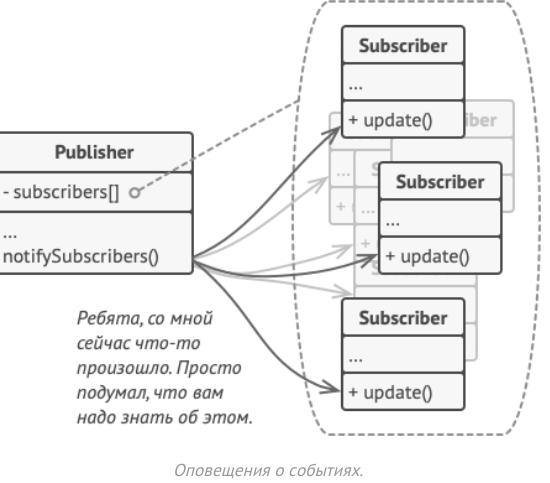 Subscriber
...
+ update()
Publisher
- subscribers[]
...
notifySubscribers()
Subscriber
...
+ update()
Subscriber
...
+ update()
Ребята, со мной
сейчас что-то
произошло. Просто
подумал, что вам
надо знать об этом.
Оповещения о событиях.